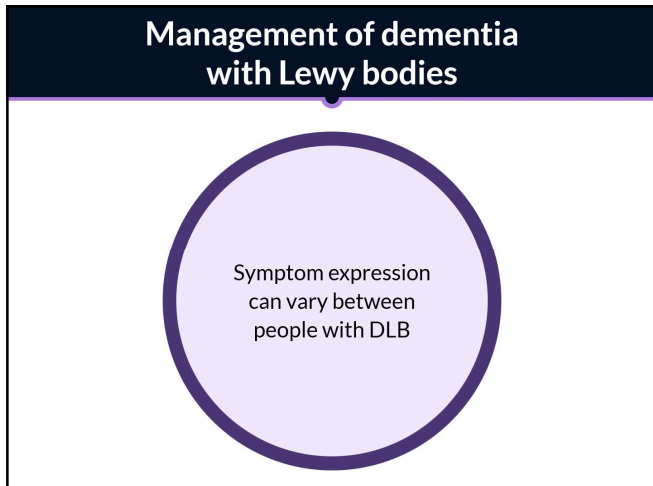 Management of dementia
with Lewy bodies
Symptom expression
can vary between
people with DLB